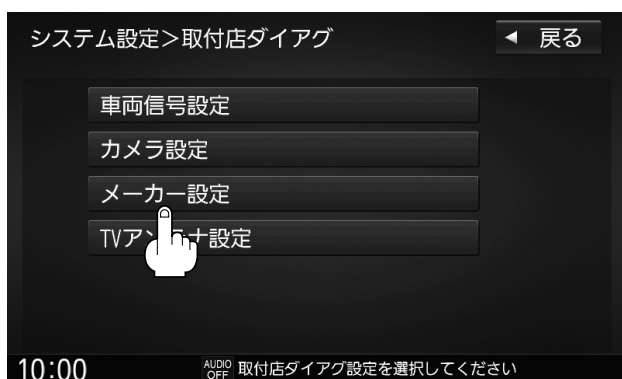 システム設定＞取付店ダイアグ
◀ 戻る
車両信号設定
カメラ設定
メーカー設定
TVアンテナ設定
10:00
AUDIO OFF
取付店ダイアグ設定を選択してください